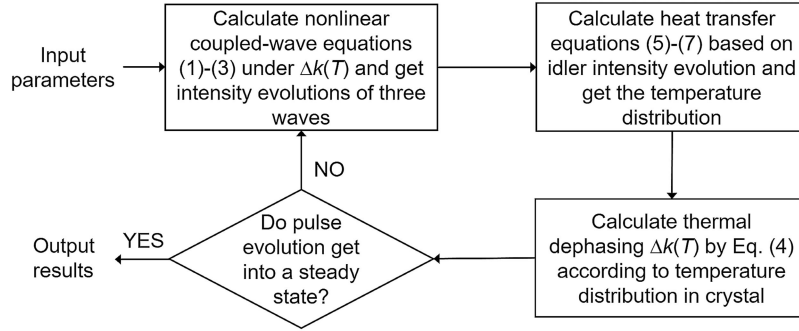 Input
parameters
Calculate nonlinear
coupled-wave equations
(1)-(3) under Δk(T) and get
intensity evolutions of three
waves
Calculate heat transfer
equations (5)-(7) based on
idler intensity evolution and
get the temperature
distribution
Calculate thermal
dephasing Δk(T) by Eq. (4)
according to temperature
distribution in crystal
Do pulse
evolution get
into a steady
state?
NO
YES
Output
results